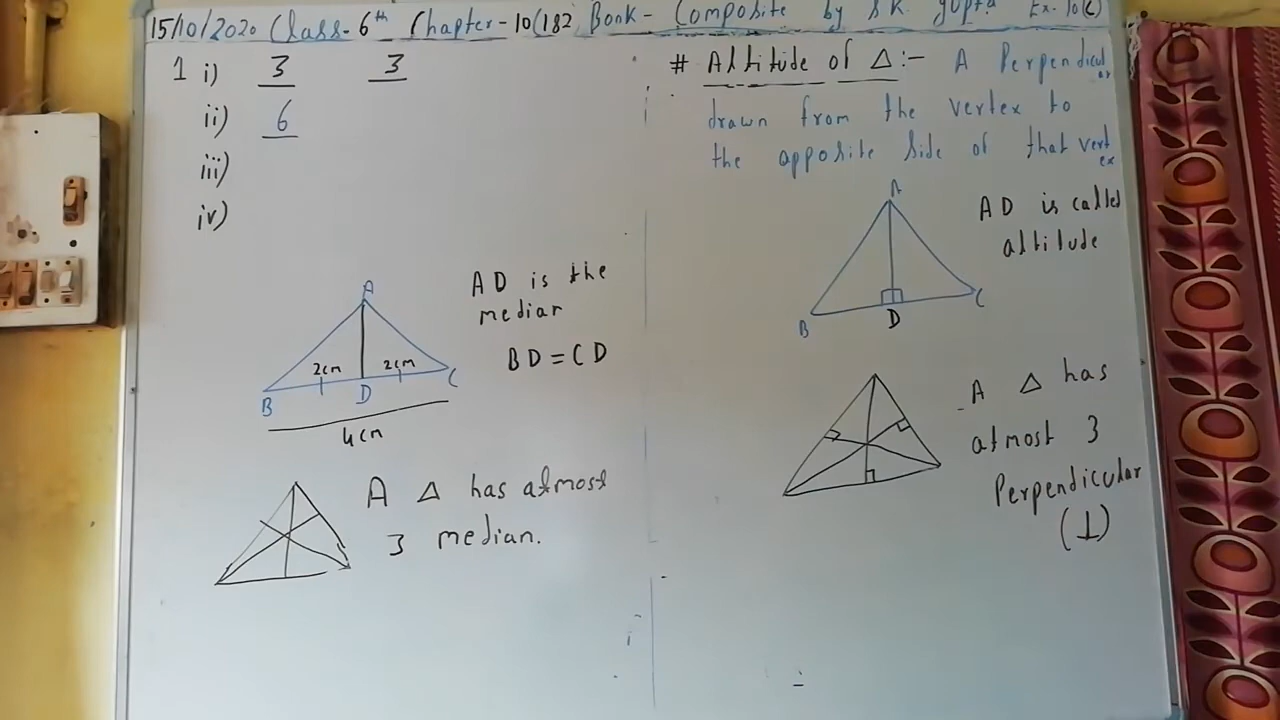 15/10/2020 Class-6th Chapter-10(182 Book- Composite by S.K. Gupta Ex-10(c)
1 i) 3 3
ii) 6
iii)
iv)
A
2cm 2cm
B D C
4cm
AD is the
median
BD = CD
A △ has atmost
3 median.
# Altitude of △:- A Perpendicular
drawn from the vertex to
the opposite side of that vertex
A
B D C
AD is called
altitude
A △ has
atmost 3
Perpendicular
(⊥)